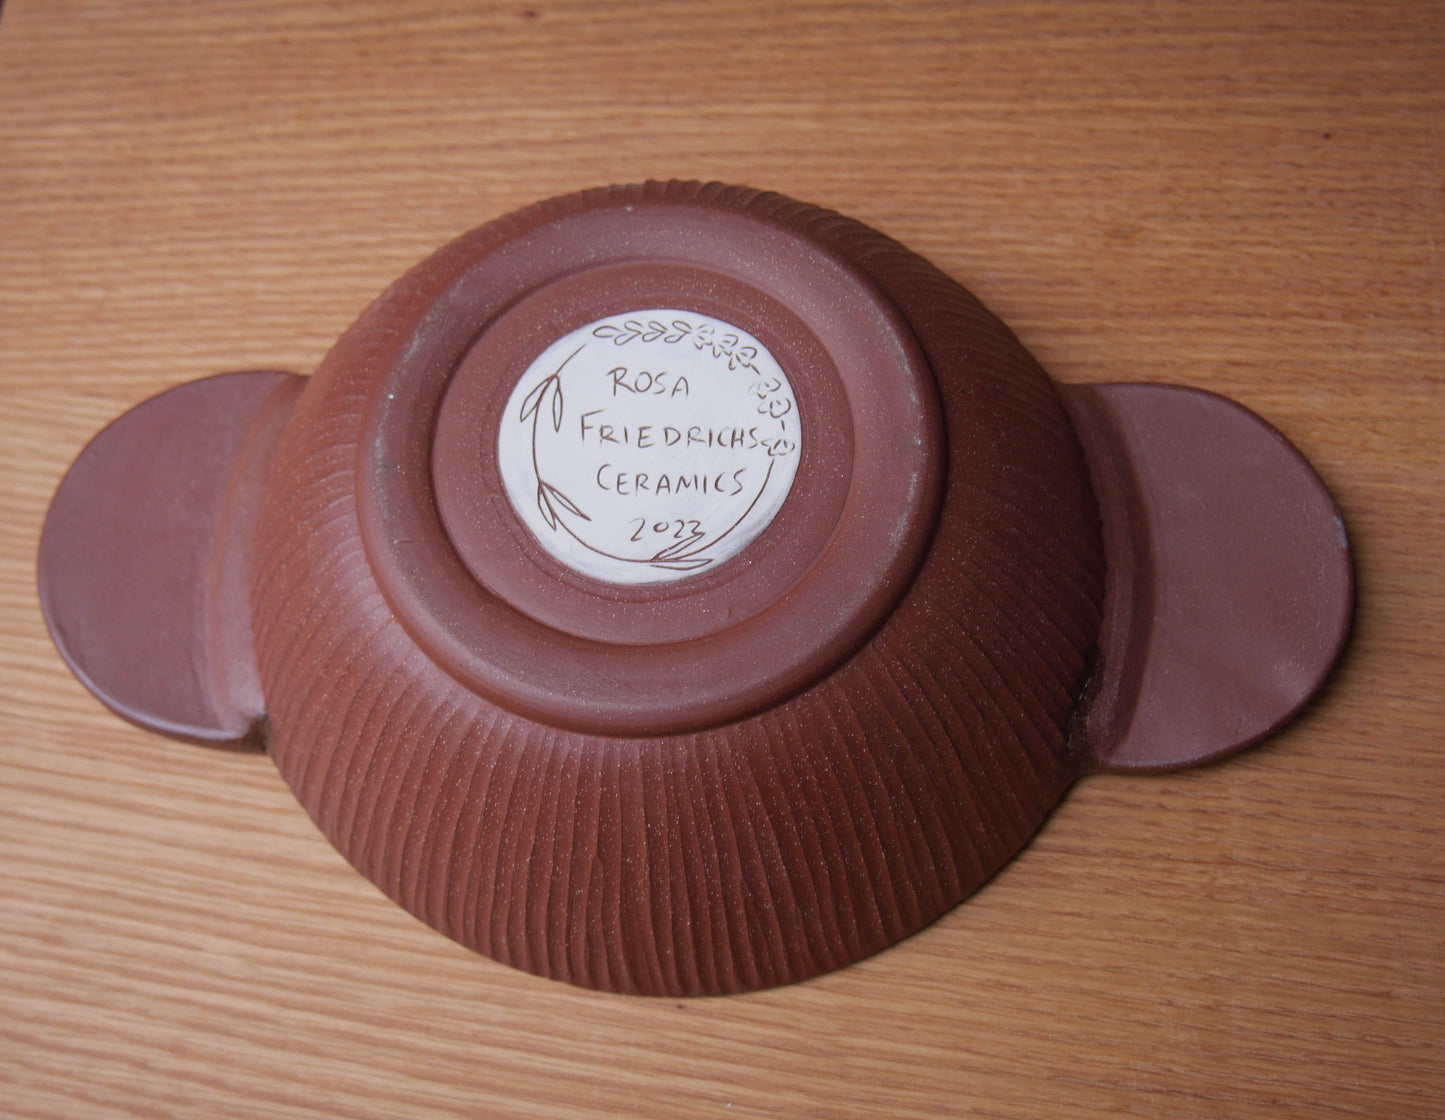 ROSA
FRIEDRICHS
CERAMICS
2023